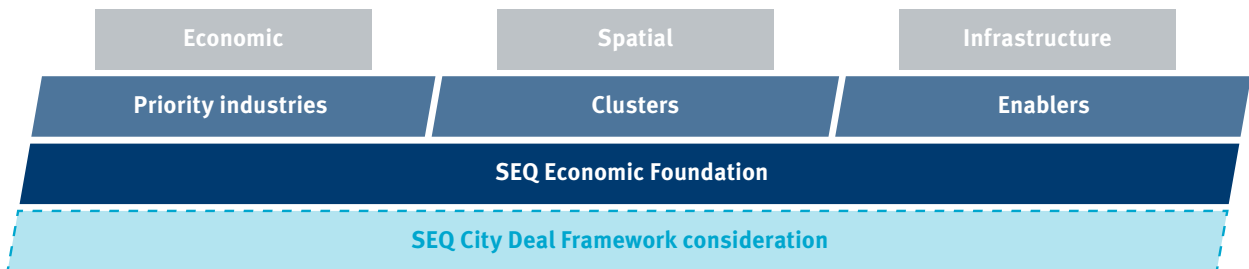 Economic
Spatial
Infrastructure
Priority industries
Clusters
Enablers
SEQ Economic Foundation
SEQ City Deal Framework consideration